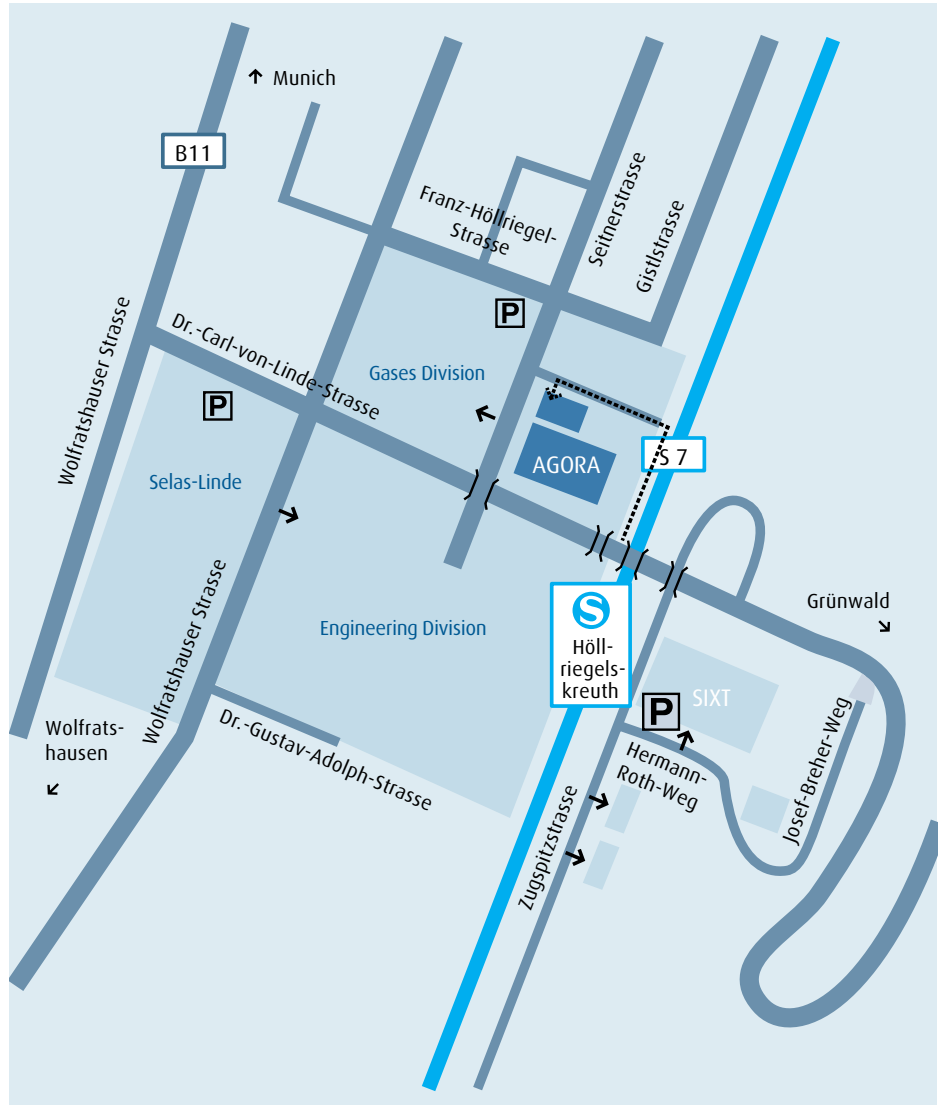 Munich
B11
Franz-Höllriegel-
Strasse
Seitnerstrasse
Gistlstrasse
P
Dr.-Carl-von-Linde-Strasse
Wolfratshauser Strasse
Gases Division
P
Selas-Linde
AGORA
S 7
Engineering Division
S
Höll-
riegels-
kreuth
Grünwald
Wolfratshauser Strasse
SIXT
P
Wolfrats-
hausen
Dr.-Gustav-Adolph-Strasse
Hermann-
Roth-Weg
Josef-Breher-Weg
Zugspitzstrasse